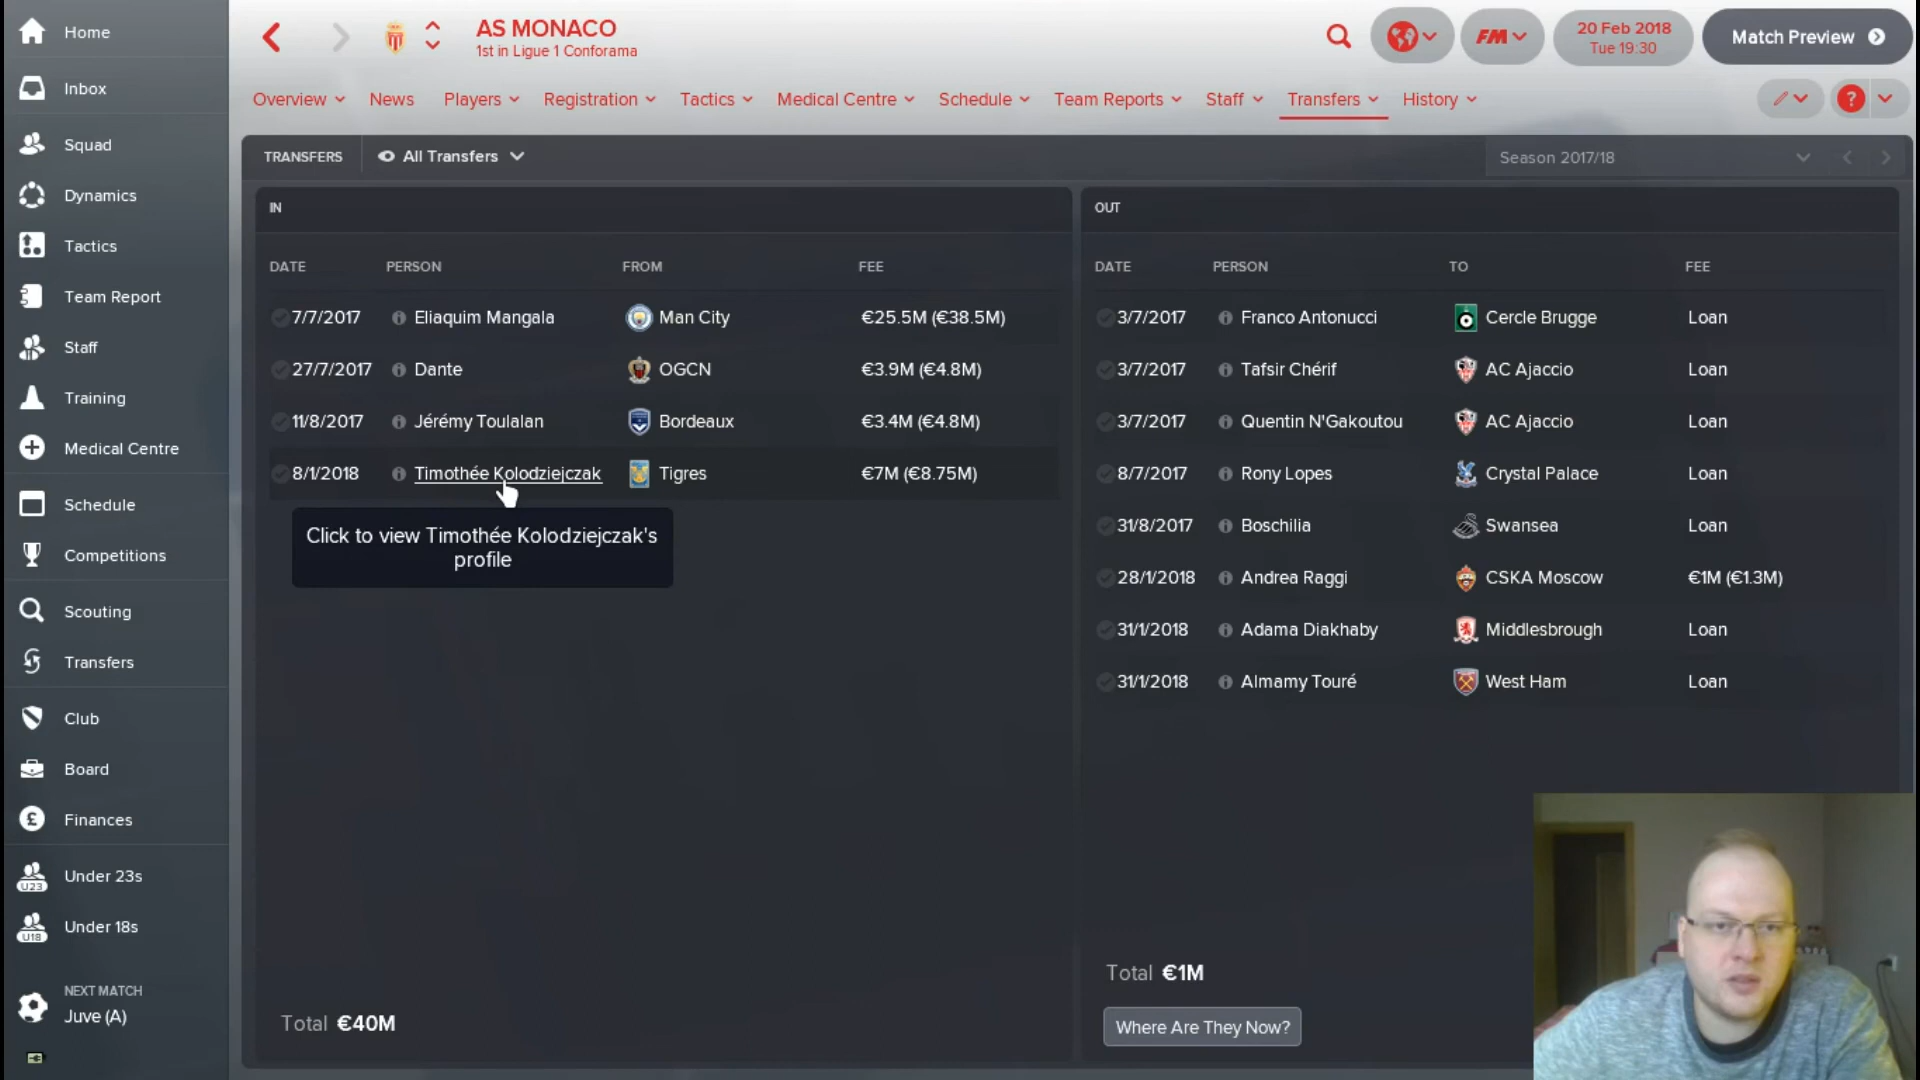 Home
Inbox
Squad
Dynamics
Tactics
Team Report
Staff
Training
Medical Centre
Schedule
Competitions
Scouting
Transfers
Club
Board
Finances
U23
Under 23s
U18
Under 18s
NEXT MATCH
Juve (A)
AS MONACO
1st in Ligue 1 Conforama
FM
20 Feb 2018
Tue 19:30
Match Preview
Overview News Players Registration Tactics Medical Centre Schedule Team Reports Staff Transfers History ?
TRANSFERS All Transfers Season 2017/18
IN
DATE PERSON FROM FEE
7/7/2017 Eliaquim Mangala Man City €25.5M (€38.5M)
27/7/2017 Dante OGCN €3.9M (€4.8M)
11/8/2017 Jérémy Toulalan Bordeaux €3.4M (€4.8M)
8/1/2018 Timothée Kolodziejczak Tigres €7M (€8.75M)
Click to view Timothée Kolodziejczak's
profile
Total €40M
OUT
DATE PERSON TO FEE
3/7/2017 Franco Antonucci Cercle Brugge Loan
3/7/2017 Tafsir Chérif AC Ajaccio Loan
3/7/2017 Quentin N'Gakoutou AC Ajaccio Loan
8/7/2017 Rony Lopes Crystal Palace Loan
31/8/2017 Boschilia Swansea Loan
28/1/2018 Andrea Raggi CSKA Moscow €1M (€1.3M)
31/1/2018 Adama Diakhaby Middlesbrough Loan
31/1/2018 Almamy Touré West Ham Loan
Total €1M
Where Are They Now?